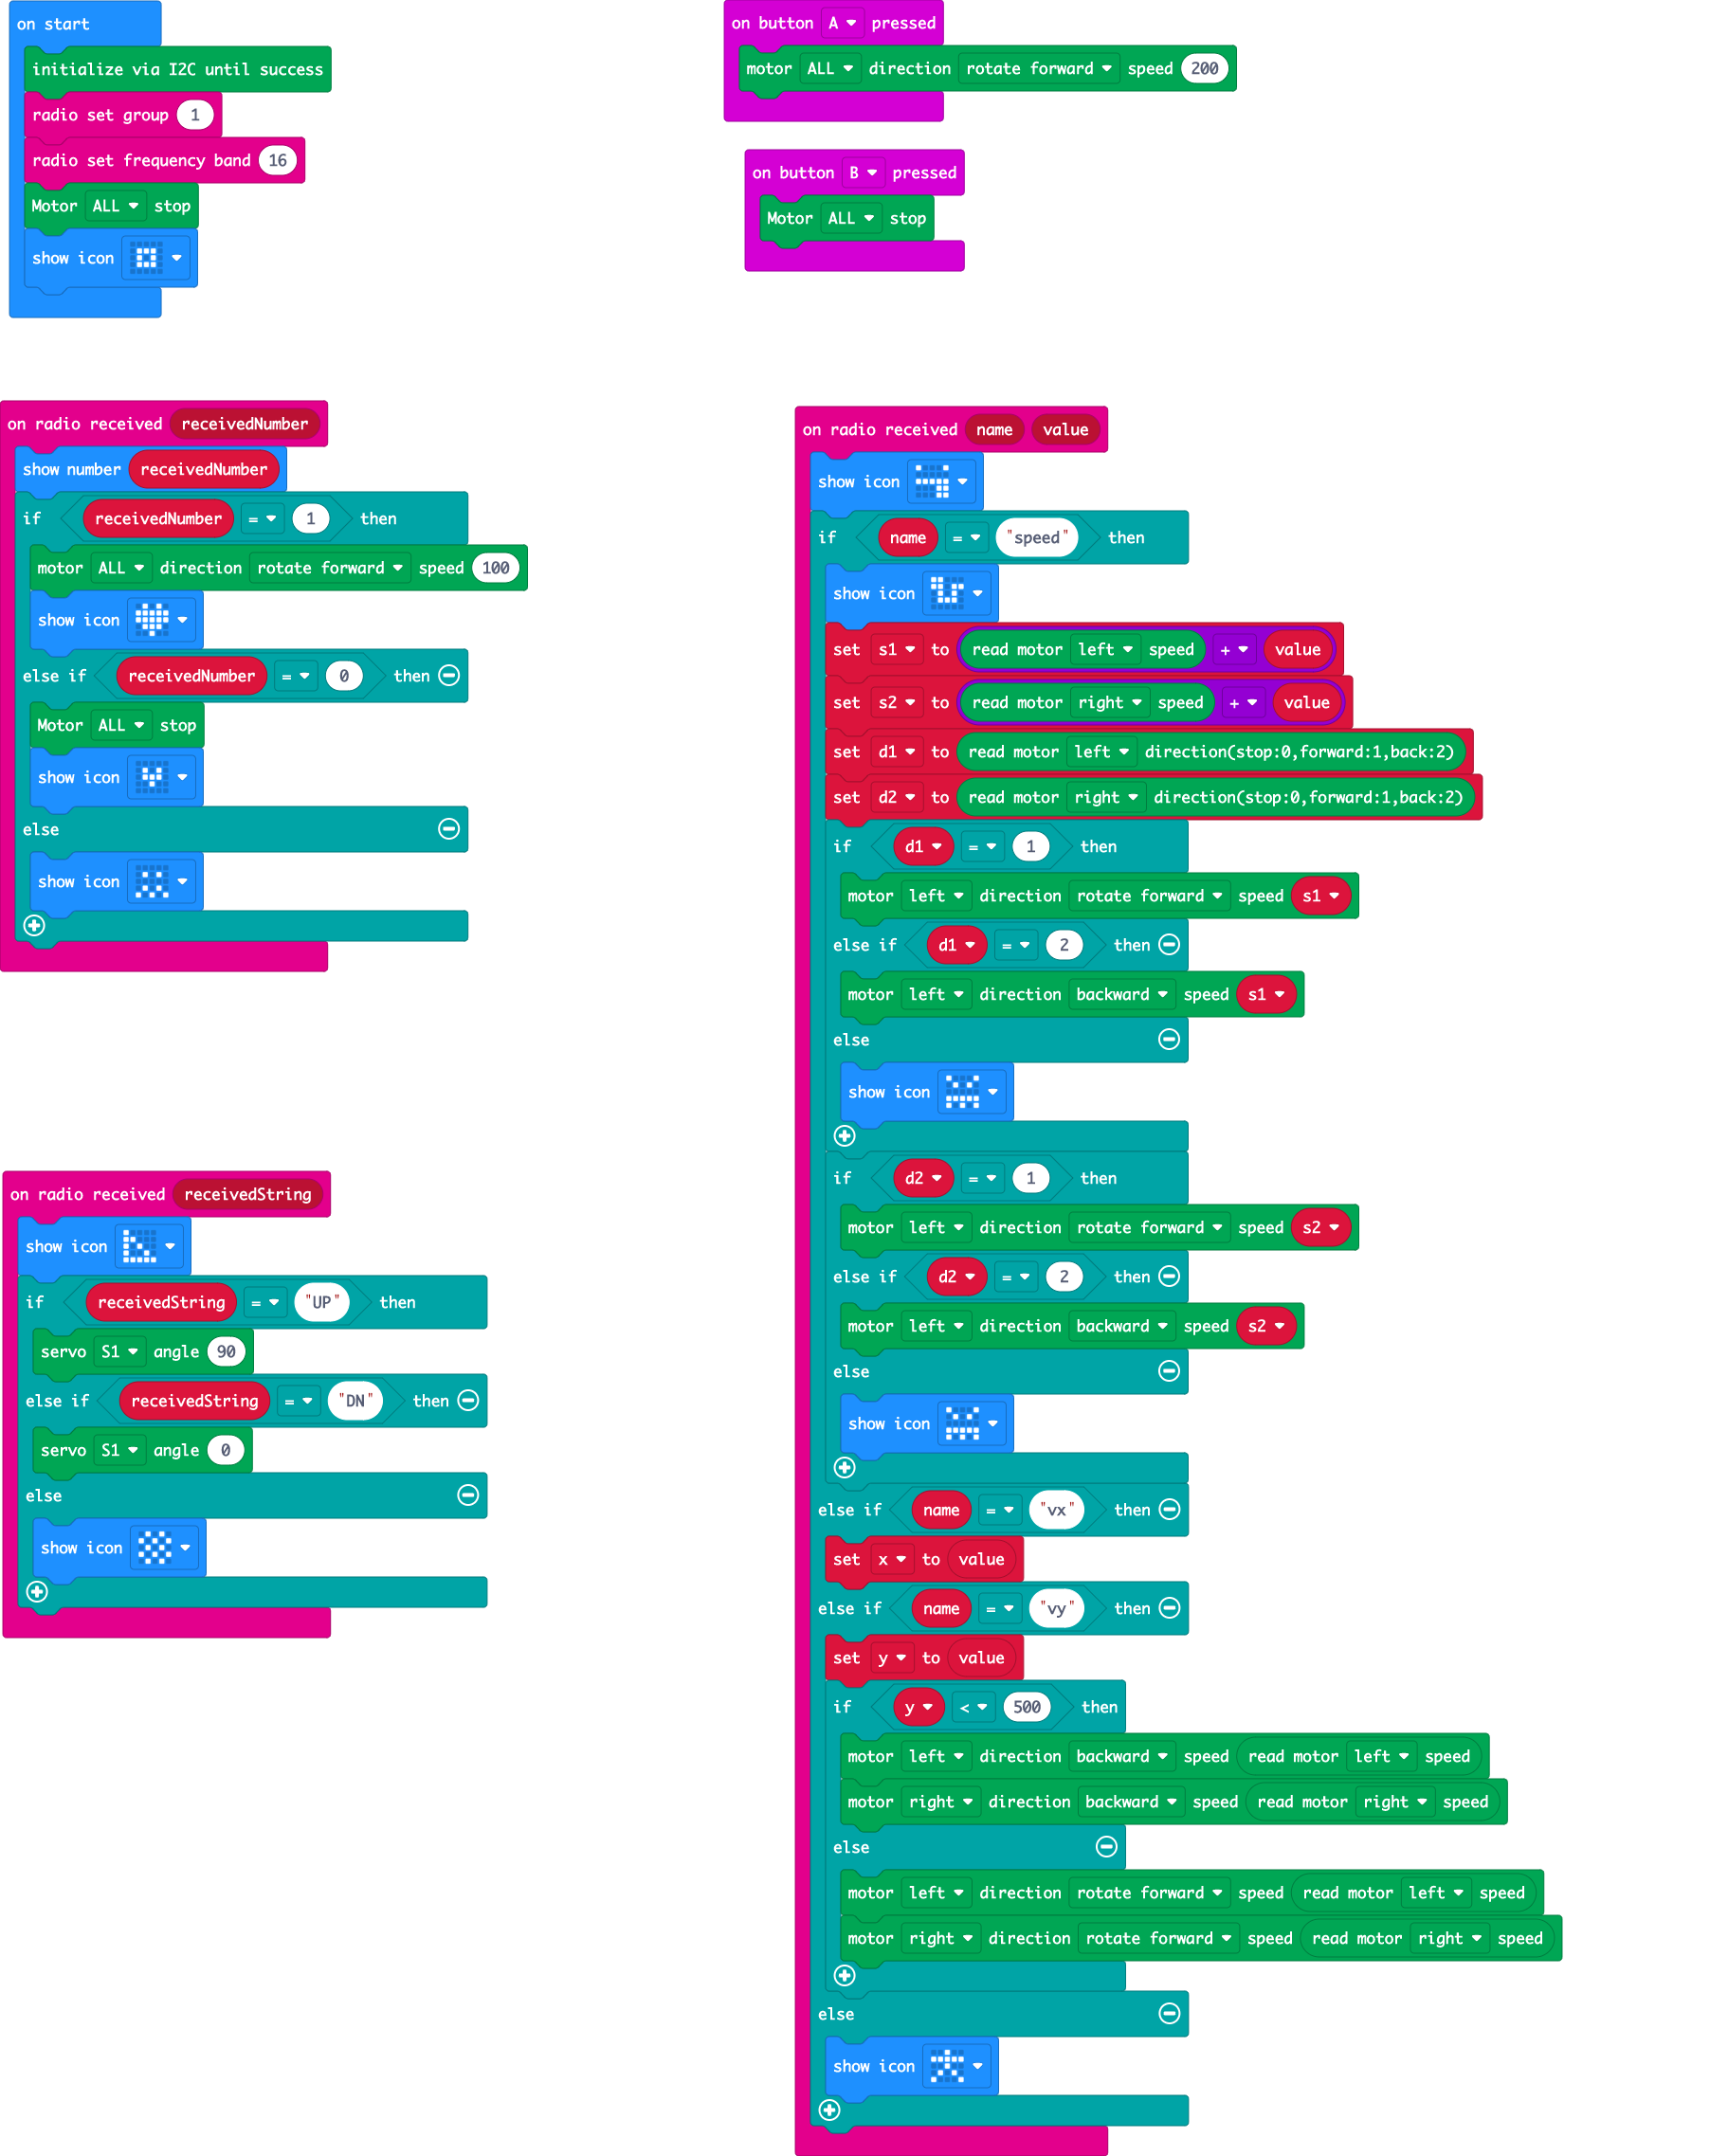 on start
initialize via I2C until success
radio set group 1
radio set frequency band 16
Motor ALL stop
show icon
on button A pressed
motor ALL direction rotate forward speed 200
on button B pressed
Motor ALL stop
on radio received receivedNumber
show number receivedNumber
if receivedNumber = 1 then
motor ALL direction rotate forward speed 100
show icon
else if receivedNumber = 0 then
Motor ALL stop
show icon
else
show icon
on radio received receivedString
show icon
if receivedString = "UP" then
servo S1 angle 90
else if receivedString = "DN" then
servo S1 angle 0
else
show icon
on radio received name value
show icon
if name = "speed" then
show icon
set s1 to read motor left speed + value
set s2 to read motor right speed + value
set d1 to read motor left direction(stop:0,forward:1,back:2)
set d2 to read motor right direction(stop:0,forward:1,back:2)
if d1 = 1 then
motor left direction rotate forward speed s1
else if d1 = 2 then
motor left direction backward speed s1
else
show icon
if d2 = 1 then
motor left direction rotate forward speed s2
else if d2 = 2 then
motor left direction backward speed s2
else
show icon
else if name = "vx" then
set x to value
else if name = "vy" then
set y to value
if y < 500 then
motor left direction backward speed read motor left speed
motor right direction backward speed read motor right speed
else
motor left direction rotate forward speed read motor left speed
motor right direction rotate forward speed read motor right speed
else
show icon